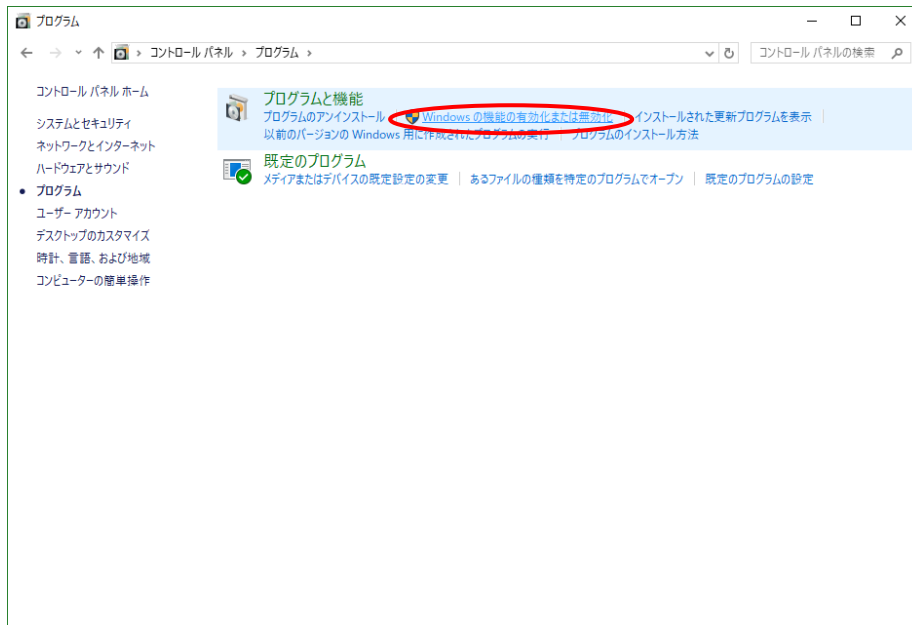 プログラム
コントロール パネル › プログラム ›
コントロール パネルの検索
コントロール パネル ホーム
システムとセキュリティ
ネットワークとインターネット
ハードウェアとサウンド
プログラム
ユーザー アカウント
デスクトップのカスタマイズ
時計、言語、および地域
コンピューターの簡単操作
プログラムと機能
プログラムのアンインストール Windows の機能の有効化または無効化 インストールされた更新プログラムを表示
以前のバージョンの Windows 用に作成されたプログラムの実行 プログラムのインストール方法
既定のプログラム
メディアまたはデバイスの既定設定の変更 あるファイルの種類を特定のプログラムでオープン 既定のプログラムの設定